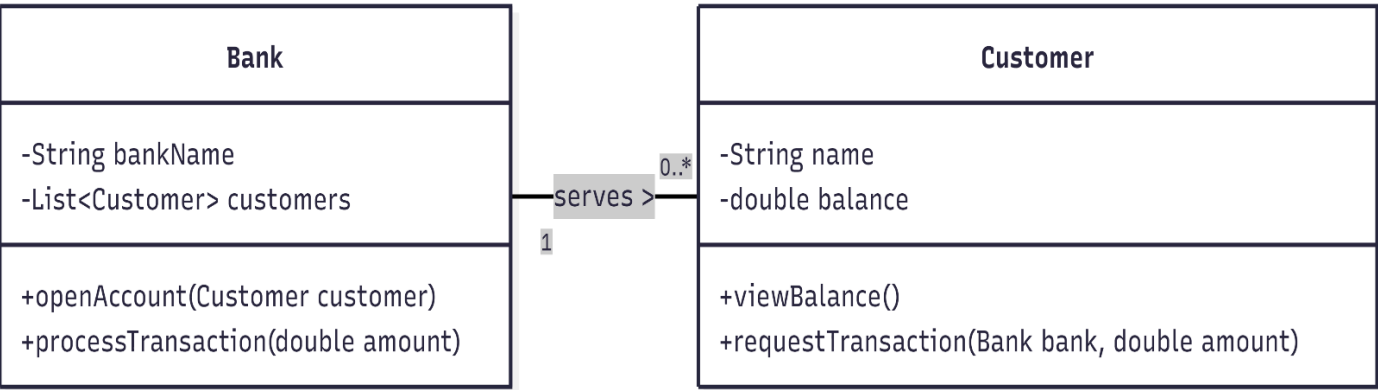 Bank
-String bankName
-List<Customer> customers
+openAccount(Customer customer)
+processTransaction(double amount)
serves >
1
0..*
Customer
-String name
-double balance
+viewBalance()
+requestTransaction(Bank bank, double amount)